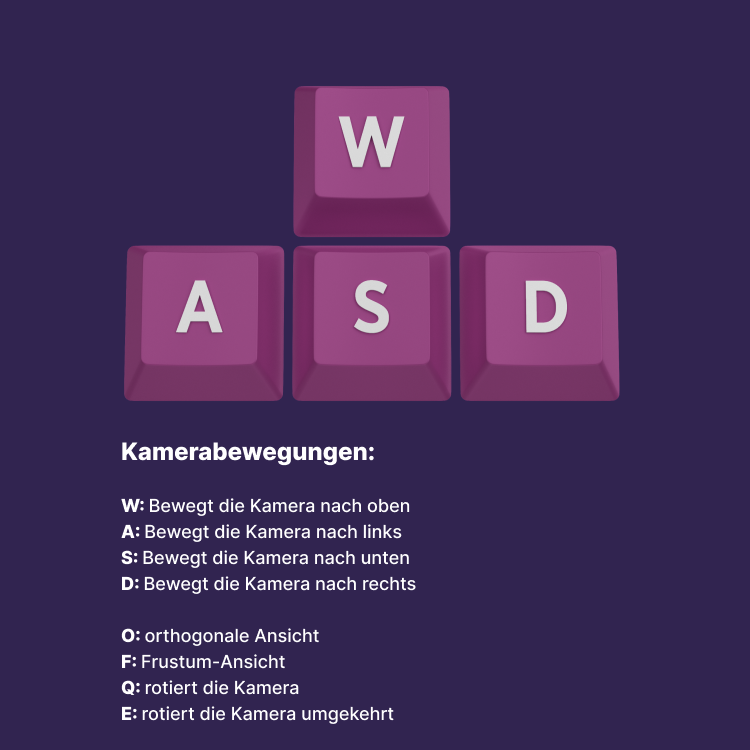 W
A S D
Kamerabewegungen:
W: Bewegt die Kamera nach oben
A: Bewegt die Kamera nach links
S: Bewegt die Kamera nach unten
D: Bewegt die Kamera nach rechts
O: orthogonale Ansicht
F: Frustum-Ansicht
Q: rotiert die Kamera
E: rotiert die Kamera umgekehrt